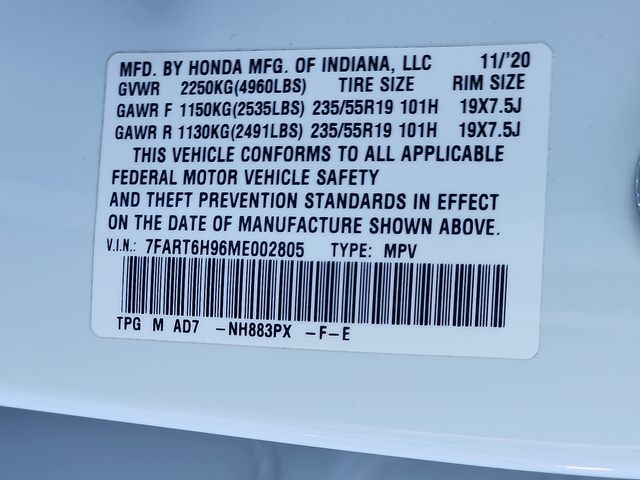 MFD. BY HONDA MFG. OF INDIANA, LLC 11/'20
GVWR 2250KG(4960LBS) TIRE SIZE RIM SIZE
GAWR F 1150KG(2535LBS) 235/55R19 101H 19X7.5J
GAWR R 1130KG(2491LBS) 235/55R19 101H 19X7.5J
THIS VEHICLE CONFORMS TO ALL APPLICABLE
FEDERAL MOTOR VEHICLE SAFETY
AND THEFT PREVENTION STANDARDS IN EFFECT
ON THE DATE OF MANUFACTURE SHOWN ABOVE.
V.I.N.: 7FART6H96ME002805 TYPE: MPV
TPG M AD7 -NH883PX -F-E